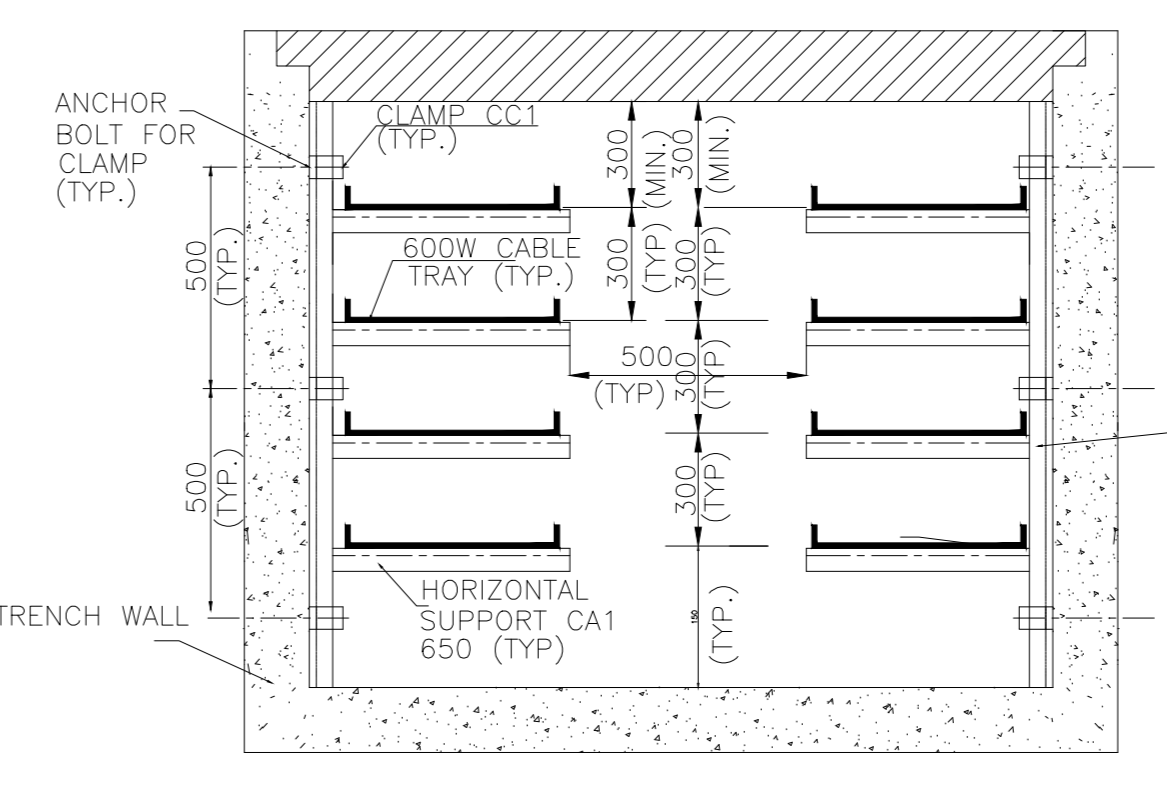 ANCHOR
BOLT FOR
CLAMP
(TYP.)
CLAMP CC1
(TYP.)
300
(MIN.)
300
(MIN.)
500
(TYP.)
600W CABLE
TRAY (TYP.)
300
(TYP)
300
(TYP)
500
(TYP)
300
(TYP)
500
(TYP.)
300
(TYP)
HORIZONTAL
SUPPORT CA1
650 (TYP)
150
(TYP.)
TRENCH WALL